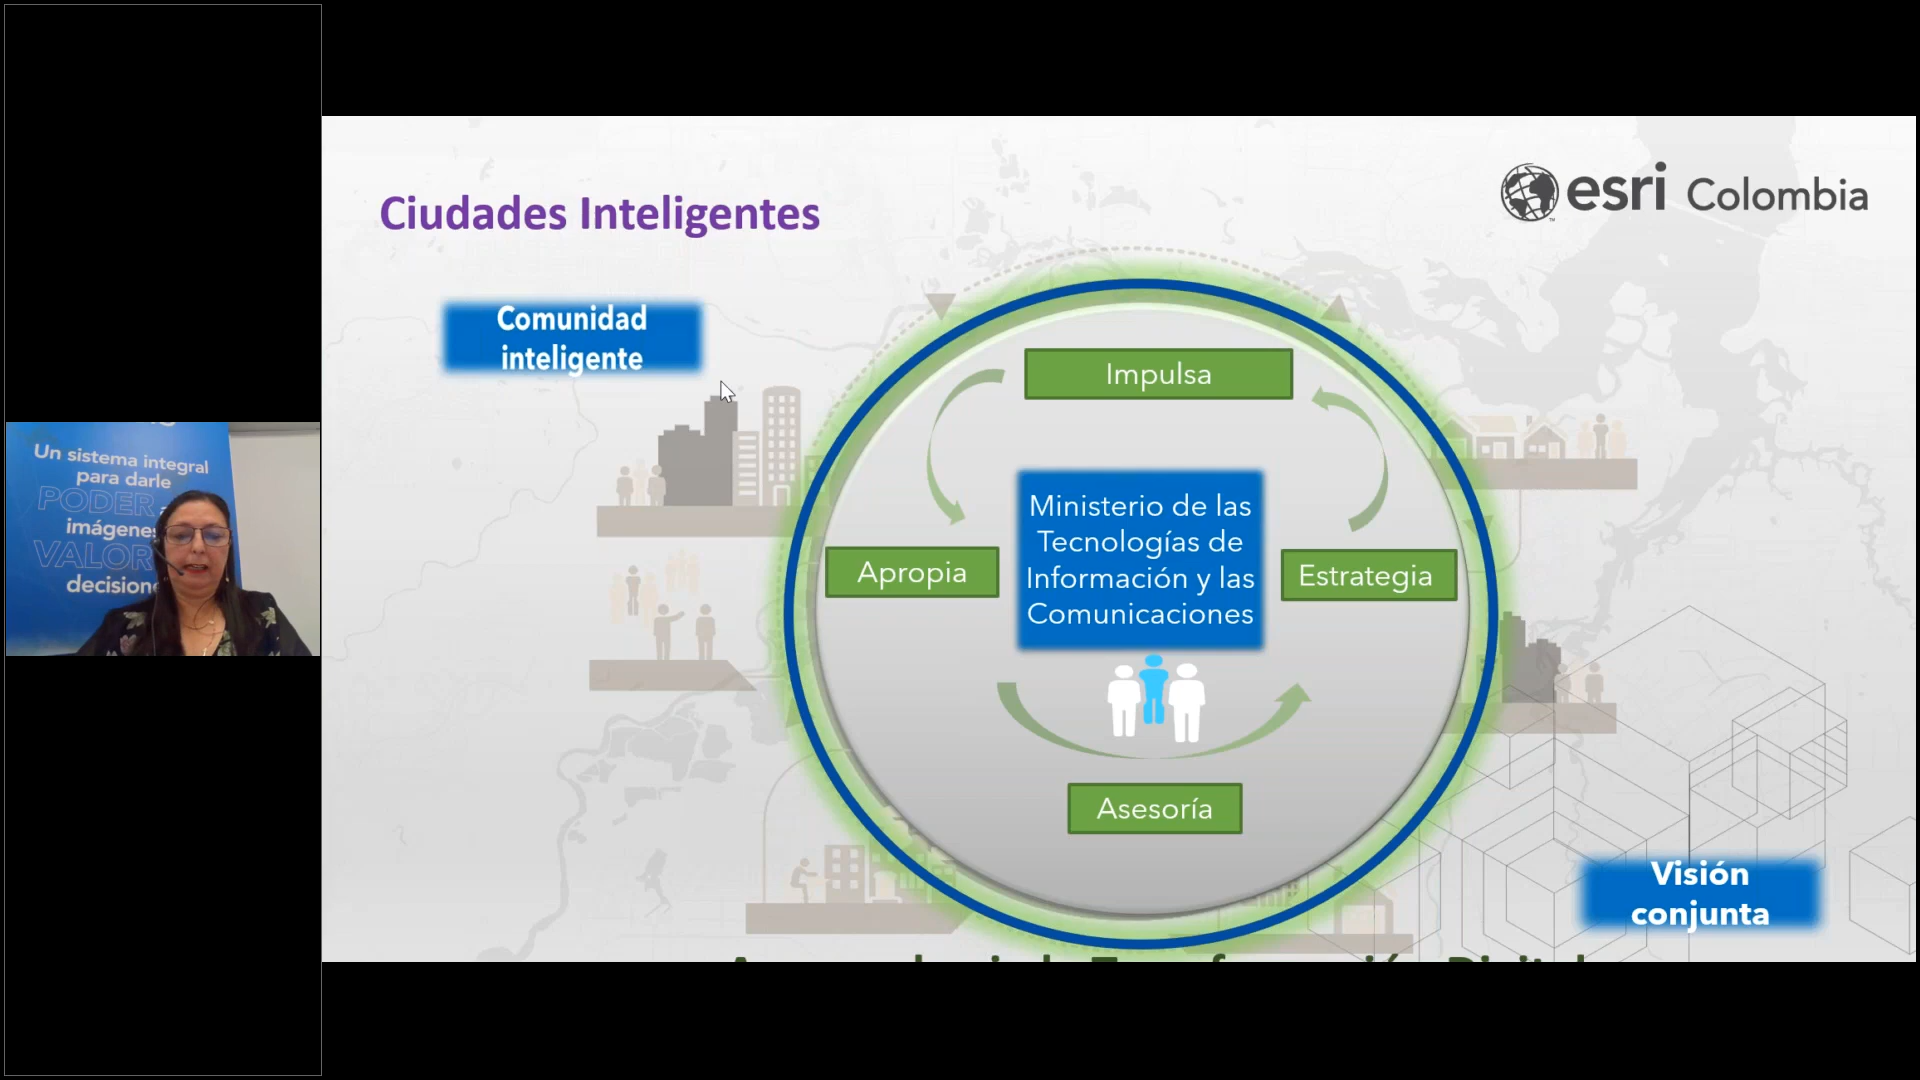 Ciudades Inteligentes
esri Colombia
Comunidad
inteligente
Impulsa
Ministerio de las
Tecnologías de
Información y las
Comunicaciones
Apropia
Estrategia
Asesoría
Visión
conjunta
Un sistema integral
para darle
PODER
imágenes
VALOR